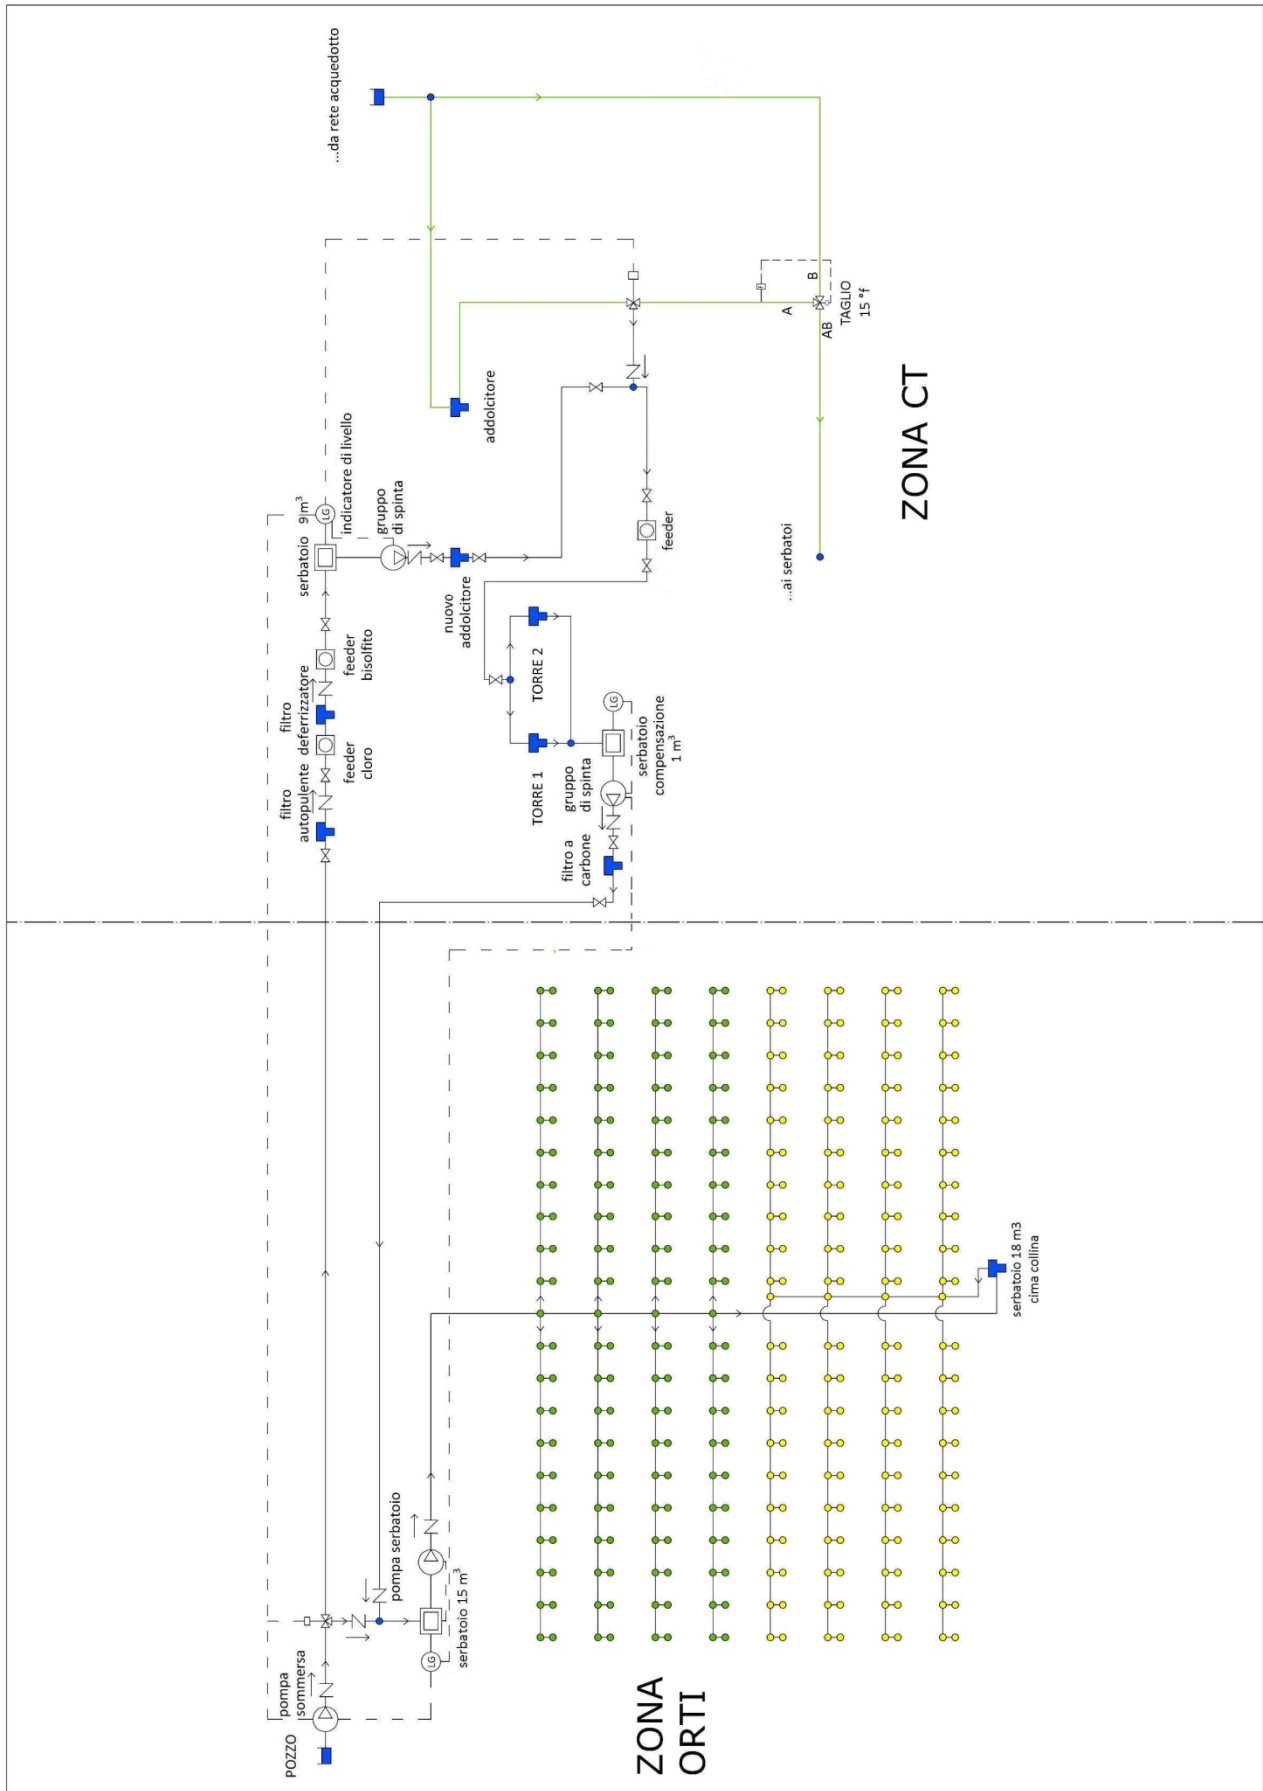 POZZO
pompa
sommersa
LG
serbatoio 15 m³
pompa serbatoio
filtro
autopulente
feeder
cloro
filtro
deferrizzatore
feeder
bisolfito
serbatoio 9 m³
LG
indicatore di livello
gruppo
di spinta
nuovo
addolcitore
addolcitore
...da rete acquedotto
feeder
TORRE 1
TORRE 2
gruppo
di spinta
LG
serbatoio
compensazione
1 m³
filtro a
carbone
A
B
AB
TAGLIO
15 °f
...ai serbatoi
ZONA CT
ZONA
ORTI
serbatoio 18 m3
cima collina